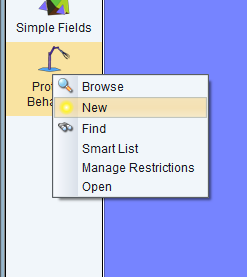 Simple Fields
Browse
New
Find
Smart List
Manage Restrictions
Open